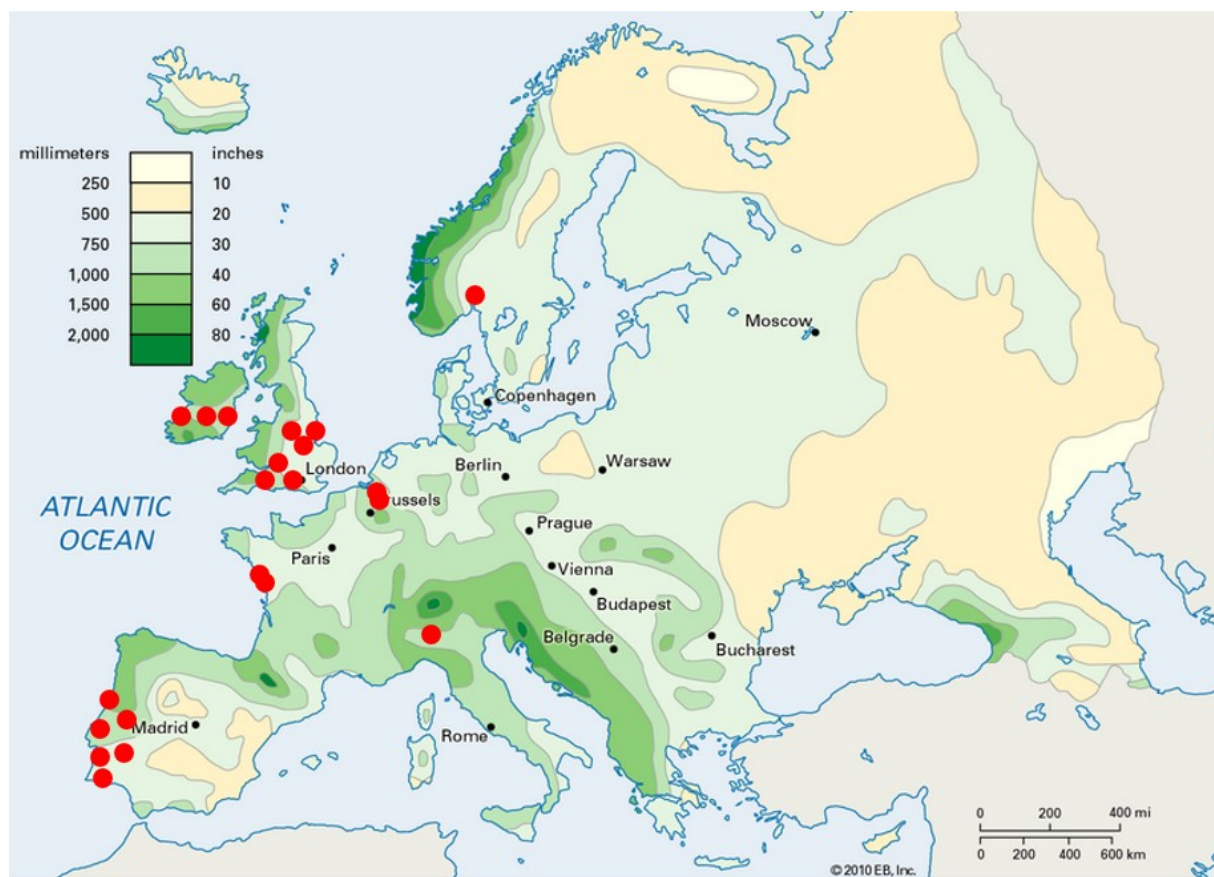 millimeters inches
250 10
500 20
750 30
1,000 40
1,500 60
2,000 80
Moscow
Copenhagen
London
Berlin
Warsaw
russels
ATLANTIC
OCEAN
Prague
Paris
Vienna
Budapest
Belgrade
Bucharest
Madrid
Rome
0 200 400 mi
0 200 400 600 km
© 2010 EB, Inc.